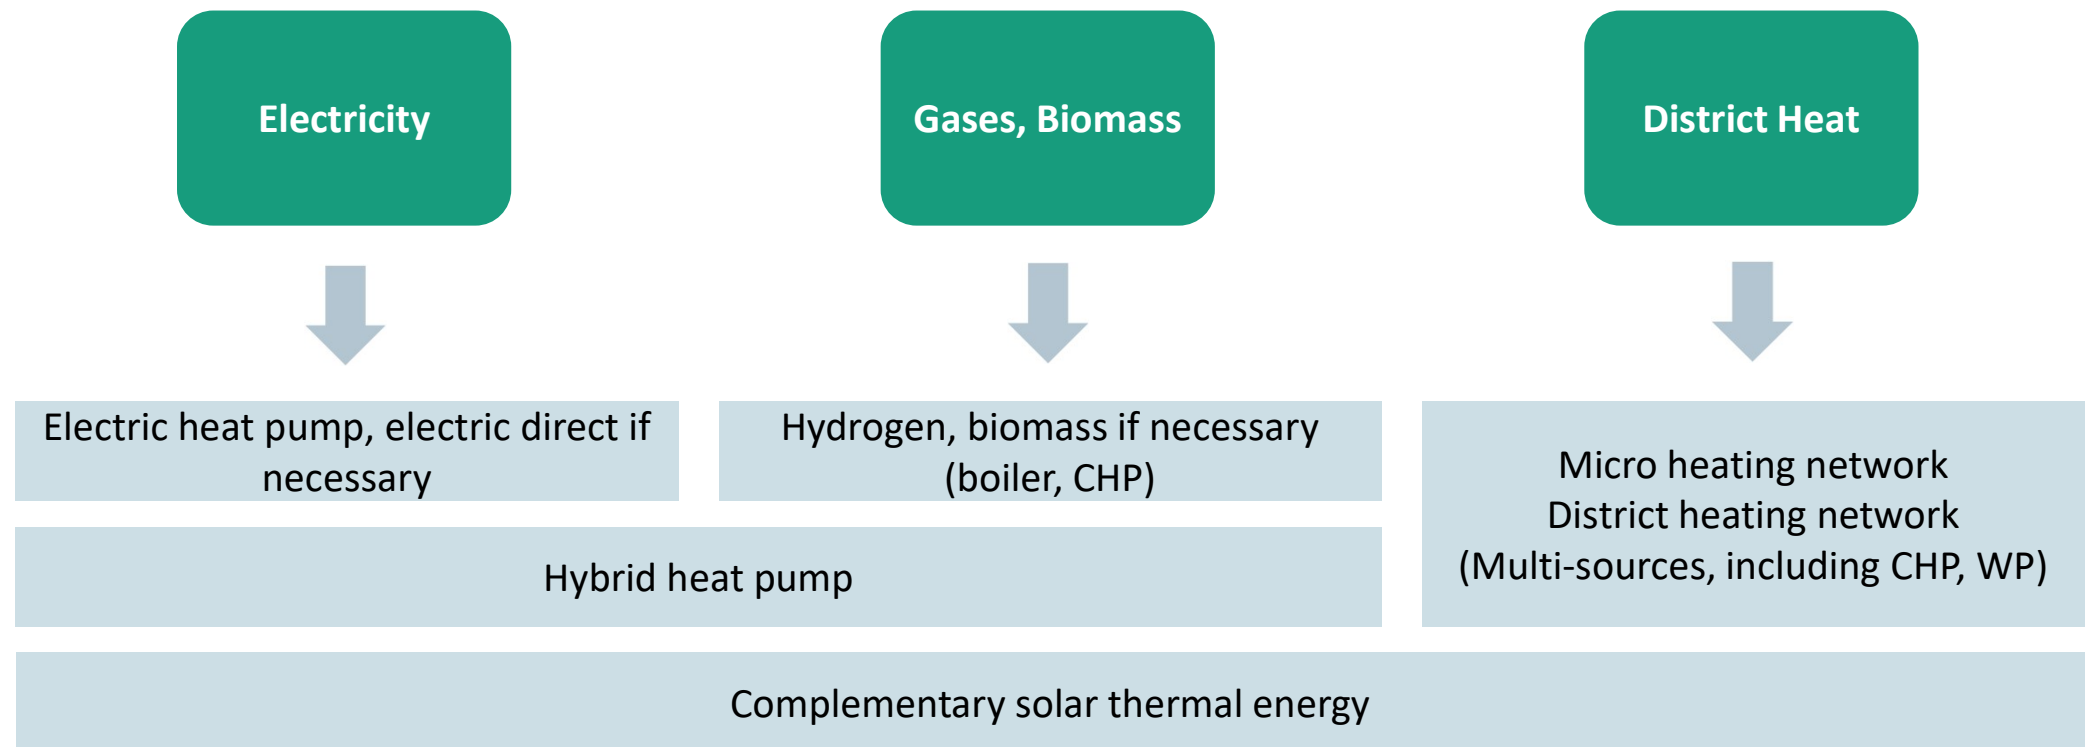 Electricity
Gases, Biomass
District Heat
Electric heat pump, electric direct if
necessary
Hydrogen, biomass if necessary
(boiler, CHP)
Micro heating network
District heating network
(Multi-sources, including CHP, WP)
Hybrid heat pump
Complementary solar thermal energy